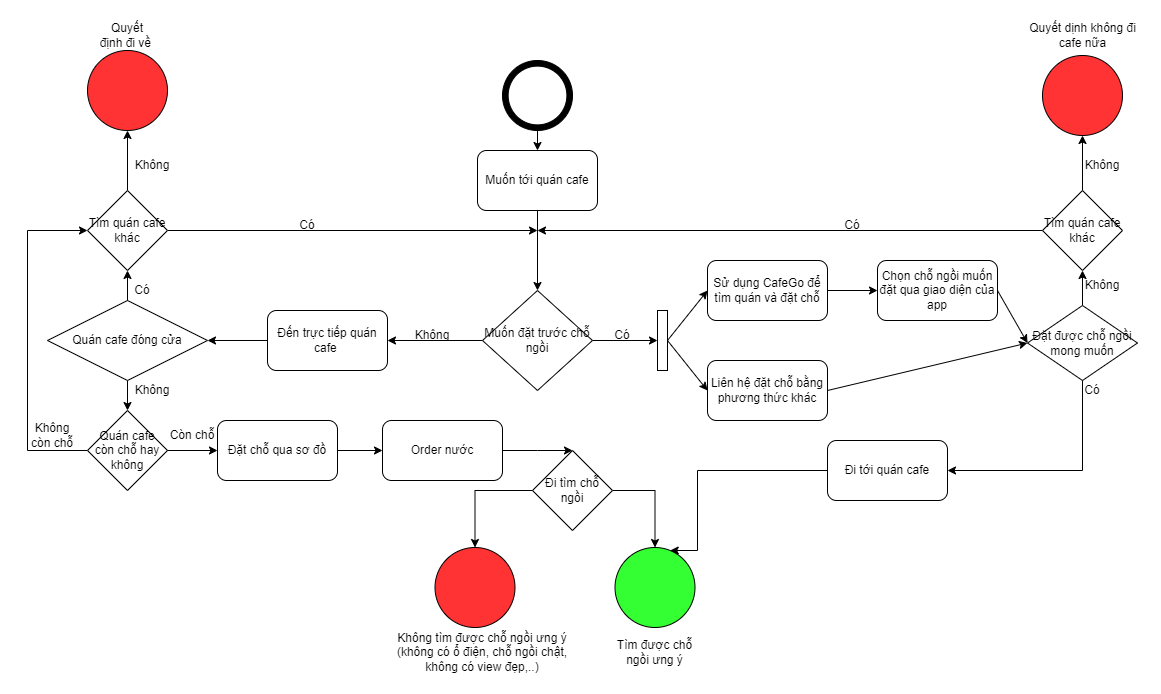 Quyết
định đi về
Quyết dịnh không đi
cafe nữa
Không
Muốn tới quán cafe
Không
Tìm quán cafe
khác
Có
Có
Tìm quán cafe
khác
Có
Sử dụng CafeGo để
tìm quán và đặt chỗ
Chọn chỗ ngồi muốn
đặt qua giao diện của
app
Không
Quán cafe đóng cửa
Đến trực tiếp quán
cafe
Không
Muốn đặt trước chỗ
ngồi
Có
Đặt được chỗ ngồi
mong muốn
Không
Liên hệ đặt chỗ bằng
phương thức khác
Có
Không
còn chỗ
Quán cafe
còn chỗ hay
không
Còn chỗ
Đặt chỗ qua sơ đồ
Order nước
Đi tìm chỗ
ngồi
Đi tới quán cafe
Không tìm được chỗ ngồi ưng ý
(không có ổ điện, chỗ ngồi chật,
không có view đẹp,..)
Tìm được chỗ
ngồi ưng ý